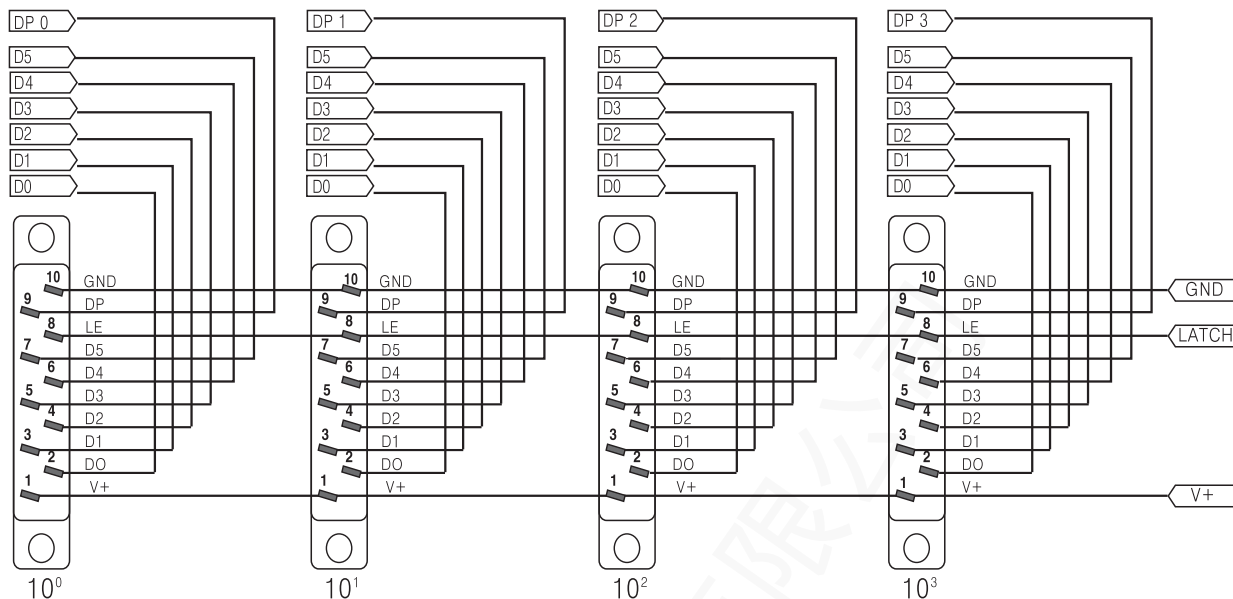 DP 0 DP 1 DP 2 DP 3
D5 D5 D5 D5
D4 D4 D4 D4
D3 D3 D3 D3
D2 D2 D2 D2
D1 D1 D1 D1
D0 D0 D0 D0
10 GND 10 GND 10 GND 10 GND GND
9 DP 9 DP 9 DP 9 DP
8 LE 8 LE 8 LE 8 LE LATCH
7 D5 7 D5 7 D5 7 D5
6 D4 6 D4 6 D4 6 D4
5 D3 5 D3 5 D3 5 D3
4 D2 4 D2 4 D2 4 D2
3 D1 3 D1 3 D1 3 D1
2 DO 2 DO 2 DO 2 DO
1 V+ 1 V+ 1 V+ 1 V+ V+
10⁰ 10¹ 10² 10³
有限公司